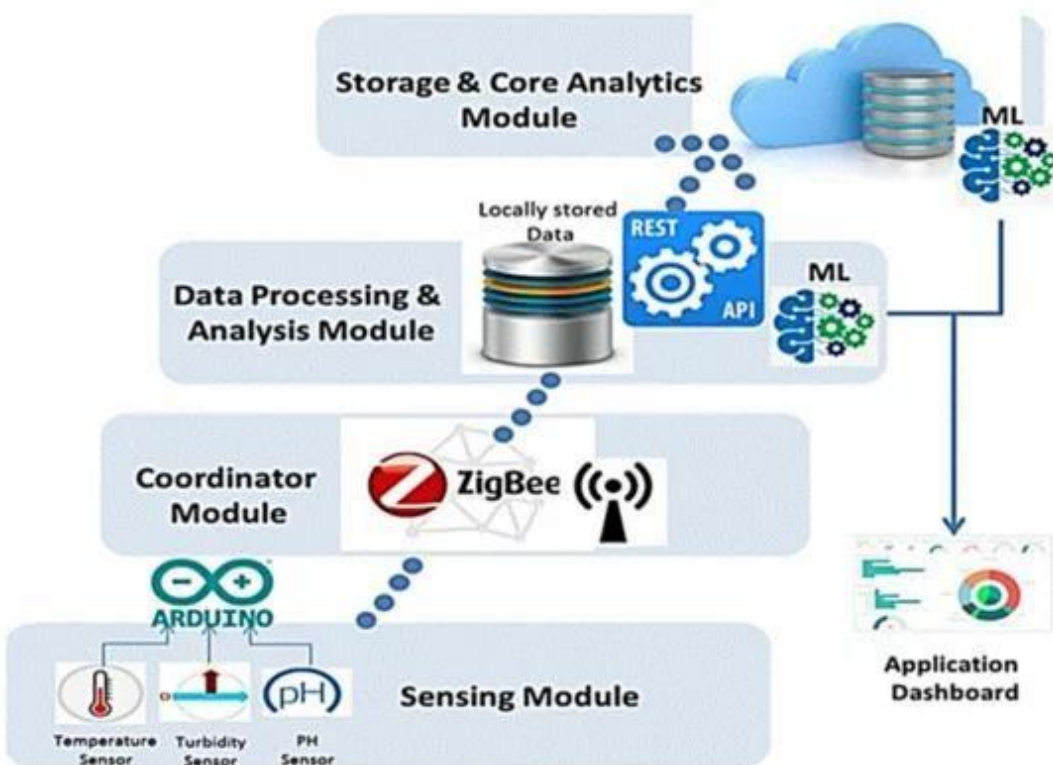 Storage & Core Analytics
Module
ML
Locally stored
Data
REST
API
Data Processing &
Analysis Module
ML
Coordinator
Module
ZigBee
ARDUINO
Sensing Module
pH
Temperature
Sensor
Turbidity
Sensor
PH
Sensor
Application
Dashboard